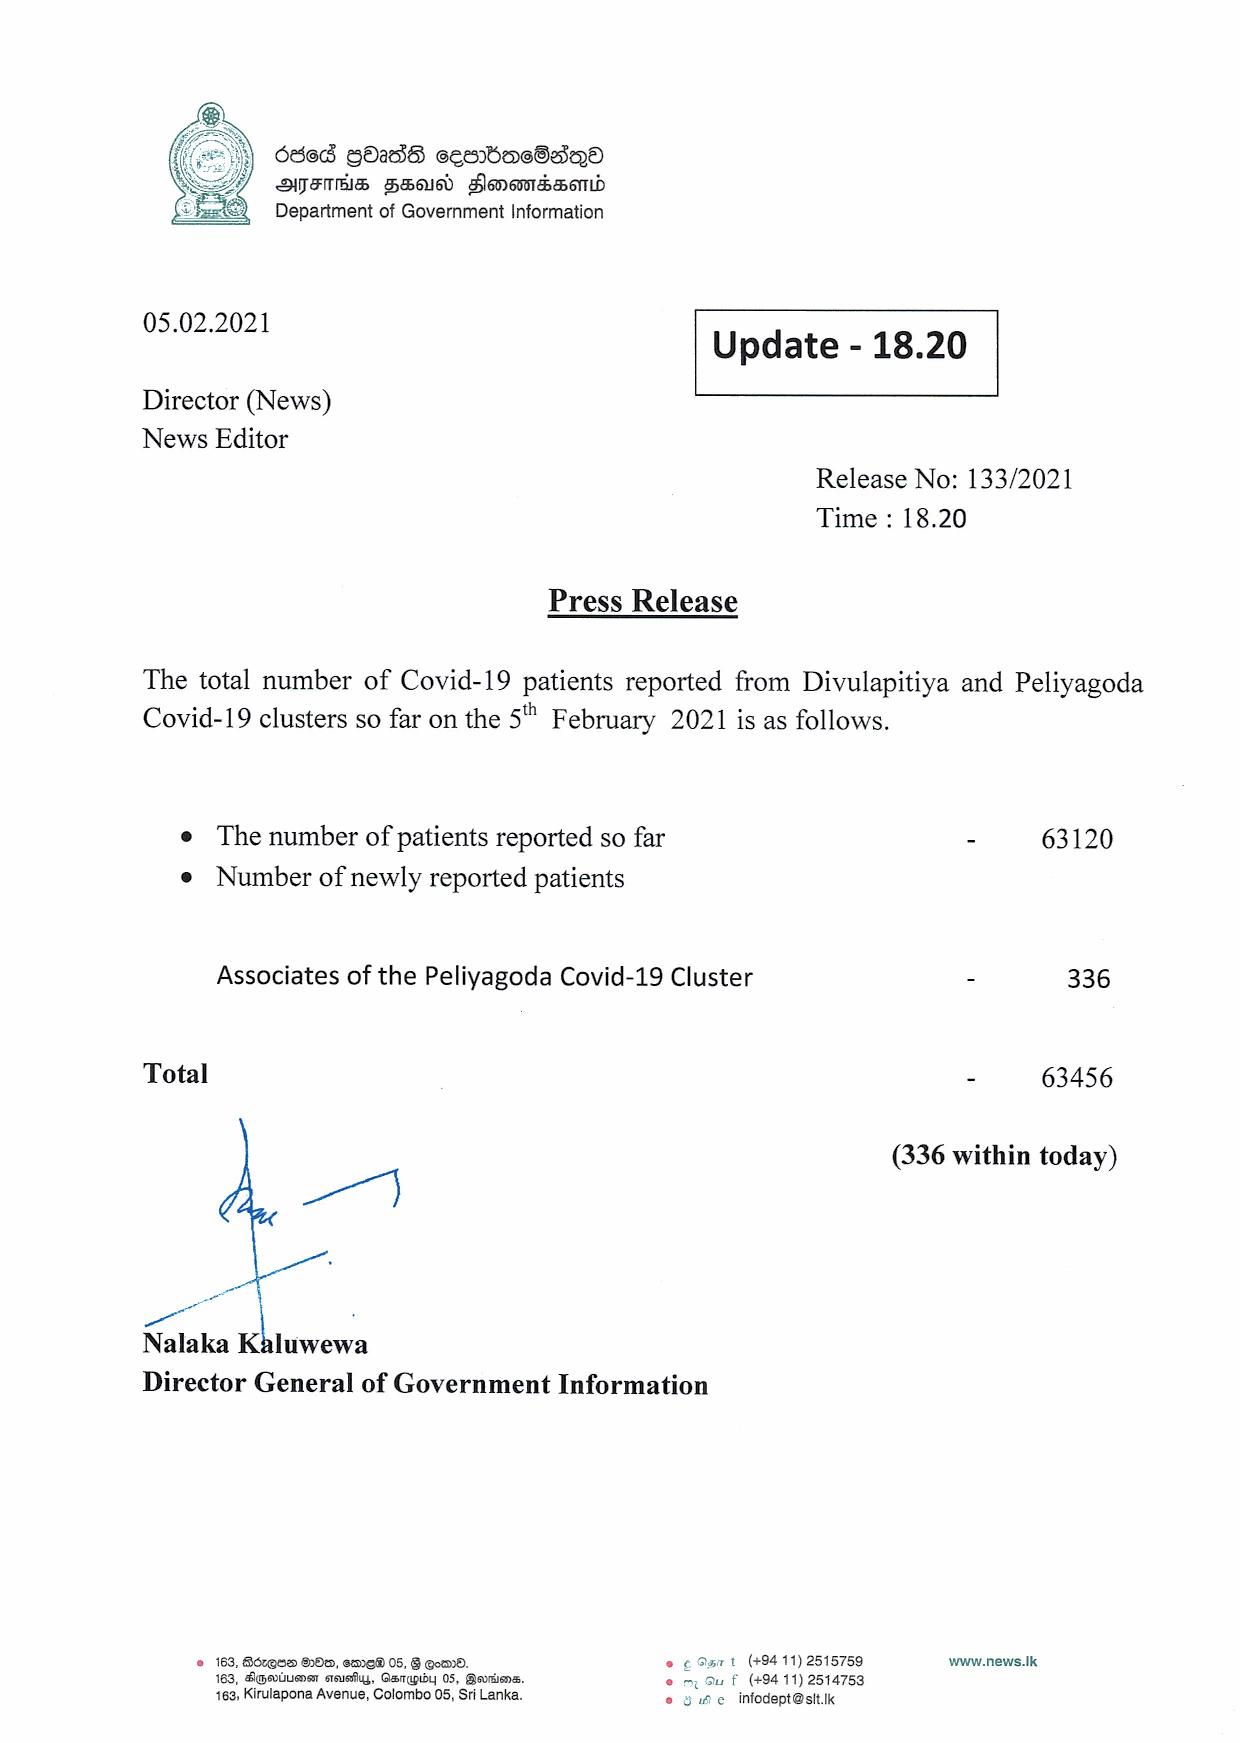 රජයේ ප්‍රවෘත්ති දෙපාර්තමේන්තුව
அரசாங்க தகவல் திணைக்களம்
Department of Government Information
05.02.2021
Update - 18.20
Director (News)
News Editor
Release No: 133/2021
Time : 18.20
Press Release
The total number of Covid-19 patients reported from Divulapitiya and Peliyagoda
Covid-19 clusters so far on the 5th February 2021 is as follows.
• The number of patients reported so far - 63120
• Number of newly reported patients
Associates of the Peliyagoda Covid-19 Cluster - 336
Total - 63456
(336 within today)
Nalaka Kaluwewa
Director General of Government Information
163, කිරුලපන මාවත, කොළඹ 05, ශ්‍රී ලංකාව.
163, கிருலப்பனை எவனியூ, கொழும்பு 05, இலங்கை.
163, Kirulapona Avenue, Colombo 05, Sri Lanka.
දු தொ t (+94 11) 2515759
ෆැ பெ f (+94 11) 2514753
ඊ மி e infodept@slt.lk
www.news.lk